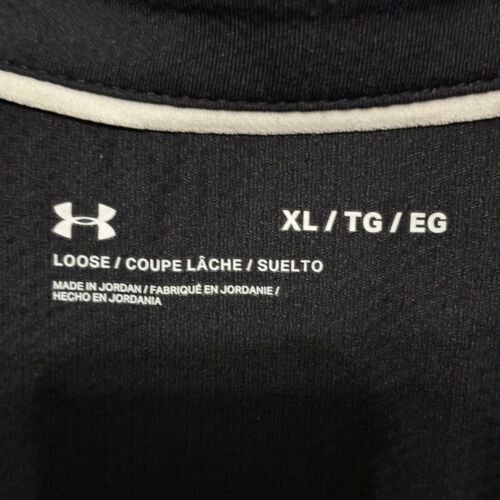 XL / TG / EG
LOOSE / COUPE LÂCHE / SUELTO
MADE IN JORDAN / FABRIQUÉ EN JORDANIE /
HECHO EN JORDANIA